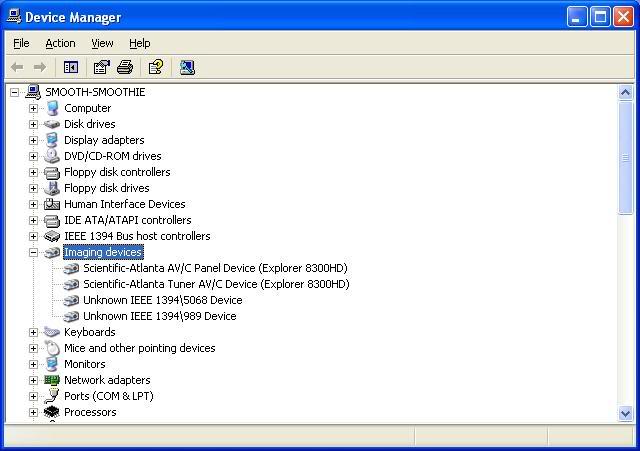 Device Manager
File Action View Help
SMOOTH-SMOOTHIE
Computer
Disk drives
Display adapters
DVD/CD-ROM drives
Floppy disk controllers
Floppy disk drives
Human Interface Devices
IDE ATA/ATAPI controllers
IEEE 1394 Bus host controllers
Imaging devices
Scientific-Atlanta AV/C Panel Device (Explorer 8300HD)
Scientific-Atlanta Tuner AV/C Device (Explorer 8300HD)
Unknown IEEE 1394\5068 Device
Unknown IEEE 1394\989 Device
Keyboards
Mice and other pointing devices
Monitors
Network adapters
Ports (COM & LPT)
Processors